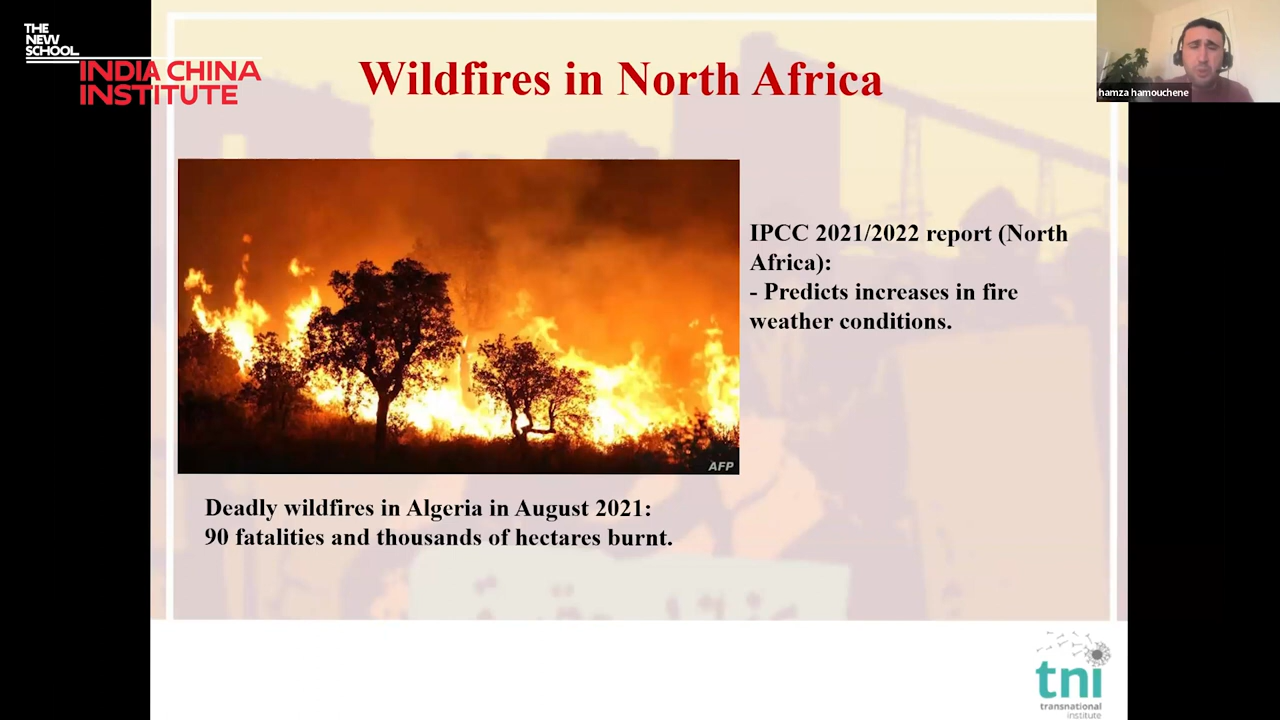 THE
NEW
SCHOOL
INDIA CHINA
INSTITUTE
Wildfires in North Africa
hamza hamouchene
IPCC 2021/2022 report (North
Africa):
- Predicts increases in fire
weather conditions.
AFP
Deadly wildfires in Algeria in August 2021:
90 fatalities and thousands of hectares burnt.
tni
transnational
institute